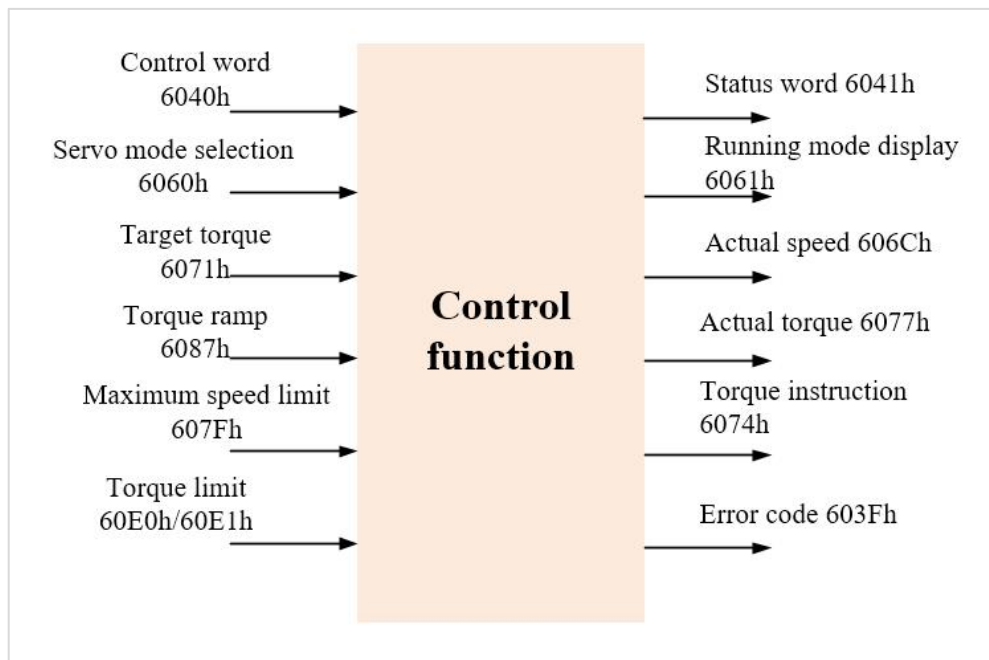 Control word
6040h
Servo mode selection
6060h
Target torque
6071h
Torque ramp
6087h
Maximum speed limit
607Fh
Torque limit
60E0h/60E1h
Control
function
Status word 6041h
Running mode display
6061h
Actual speed 606Ch
Actual torque 6077h
Torque instruction
6074h
Error code 603Fh